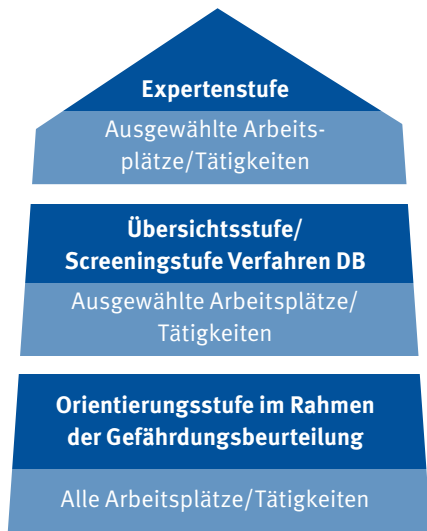 Expertenstufe
Ausgewählte Arbeits-
plätze/Tätigkeiten
Übersichtsstufe/
Screeningstufe Verfahren DB
Ausgewählte Arbeitsplätze/
Tätigkeiten
Orientierungsstufe im Rahmen
der Gefährdungsbeurteilung
Alle Arbeitsplätze/Tätigkeiten